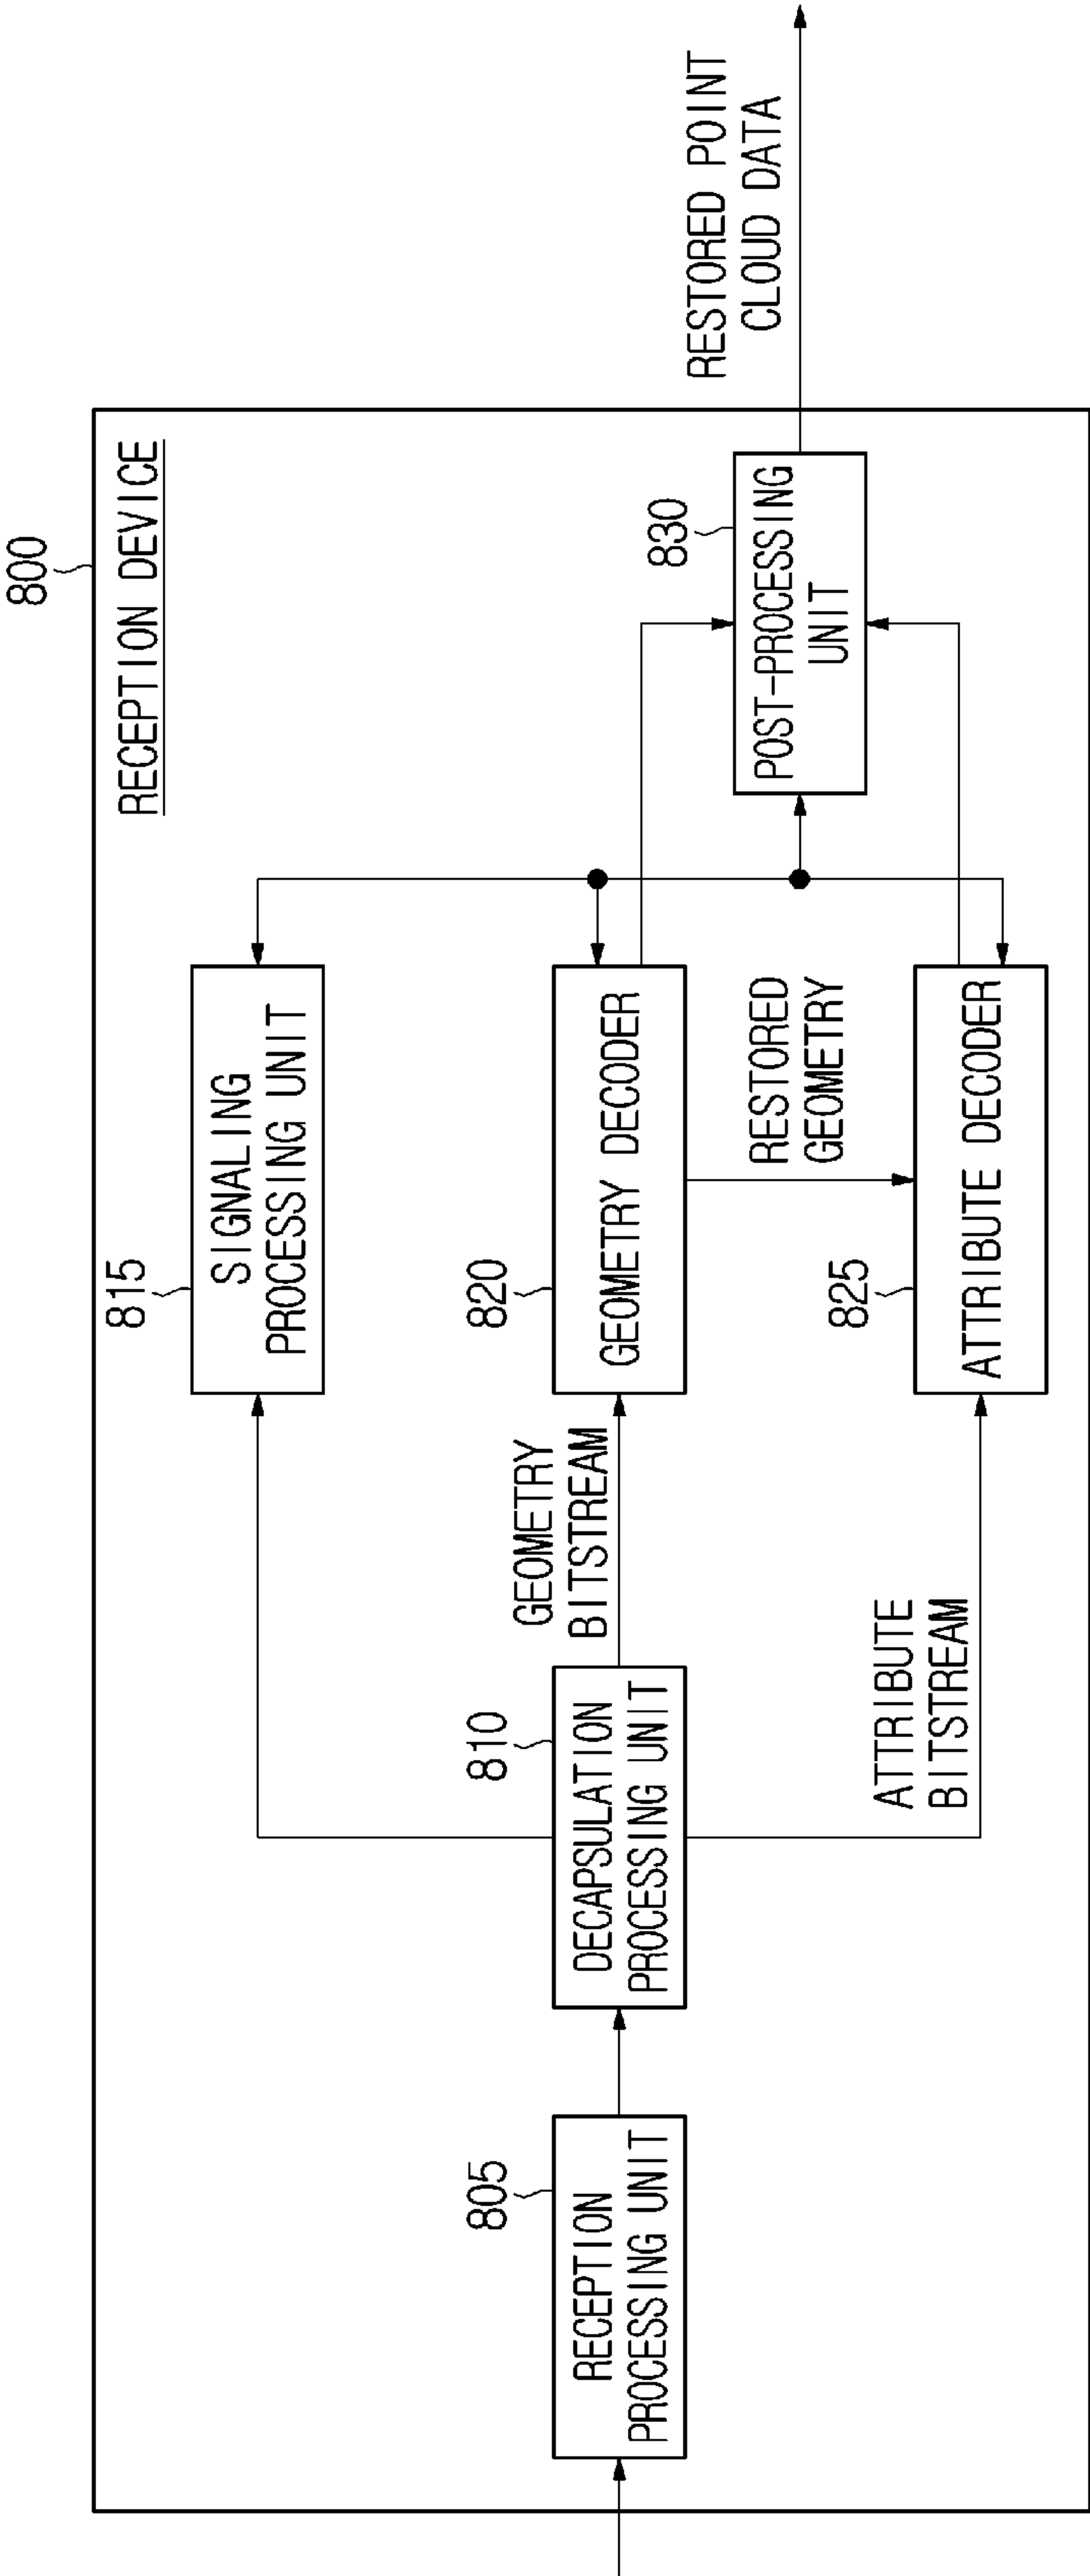 800
RECEPTION DEVICE
815
SIGNALING
PROCESSING UNIT
805
RECEPTION
PROCESSING UNIT
810
DECAPSULATION
PROCESSING UNIT
GEOMETRY
BITSTREAM
820
GEOMETRY DECODER
830
POST-PROCESSING
UNIT
RESTORED POINT
CLOUD DATA
RESTORED
GEOMETRY
ATTRIBUTE
BITSTREAM
825
ATTRIBUTE DECODER